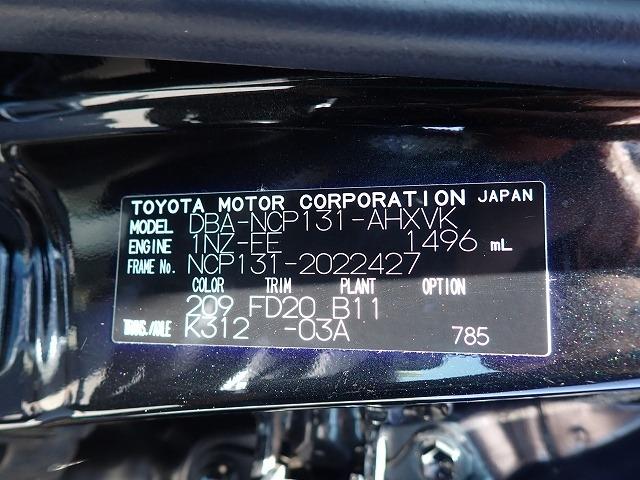 TOYOTA MOTOR CORPORATION JAPAN
MODEL DBA-NCP131-AHXVK
ENGINE 1NZ-FE 1496 mL
FRAME No. NCP131-2022427
COLOR TRIM PLANT OPTION
209 FD20 B11
TRANS./AXLE K312 -03A 785